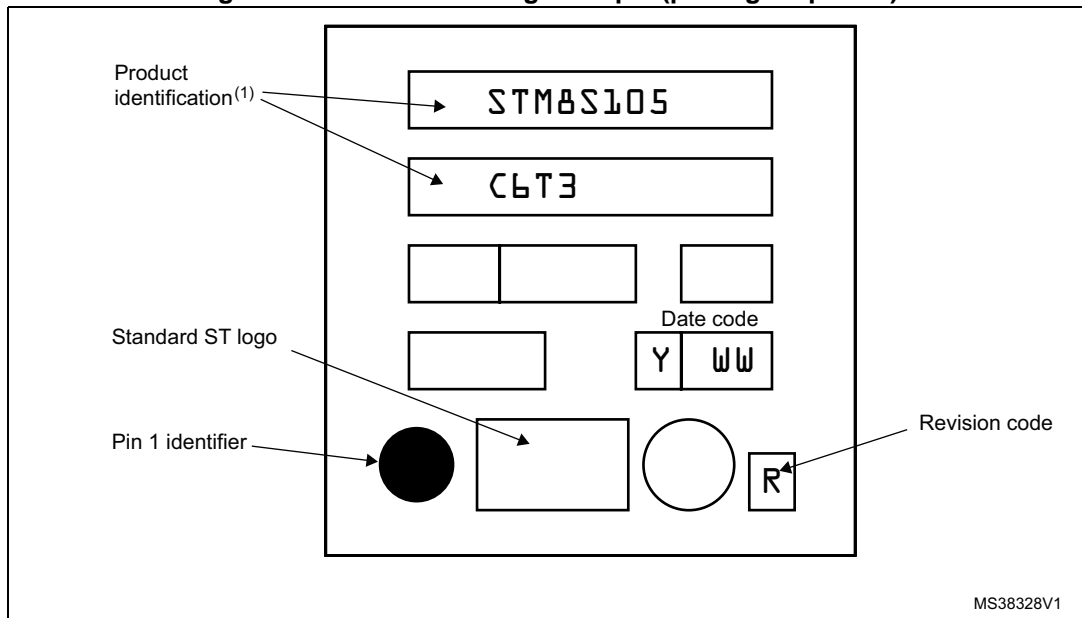 Product
identification(1)
STM8S105
C6T3
Date code
Standard ST logo
Y WW
Pin 1 identifier
Revision code
R
MS38328V1